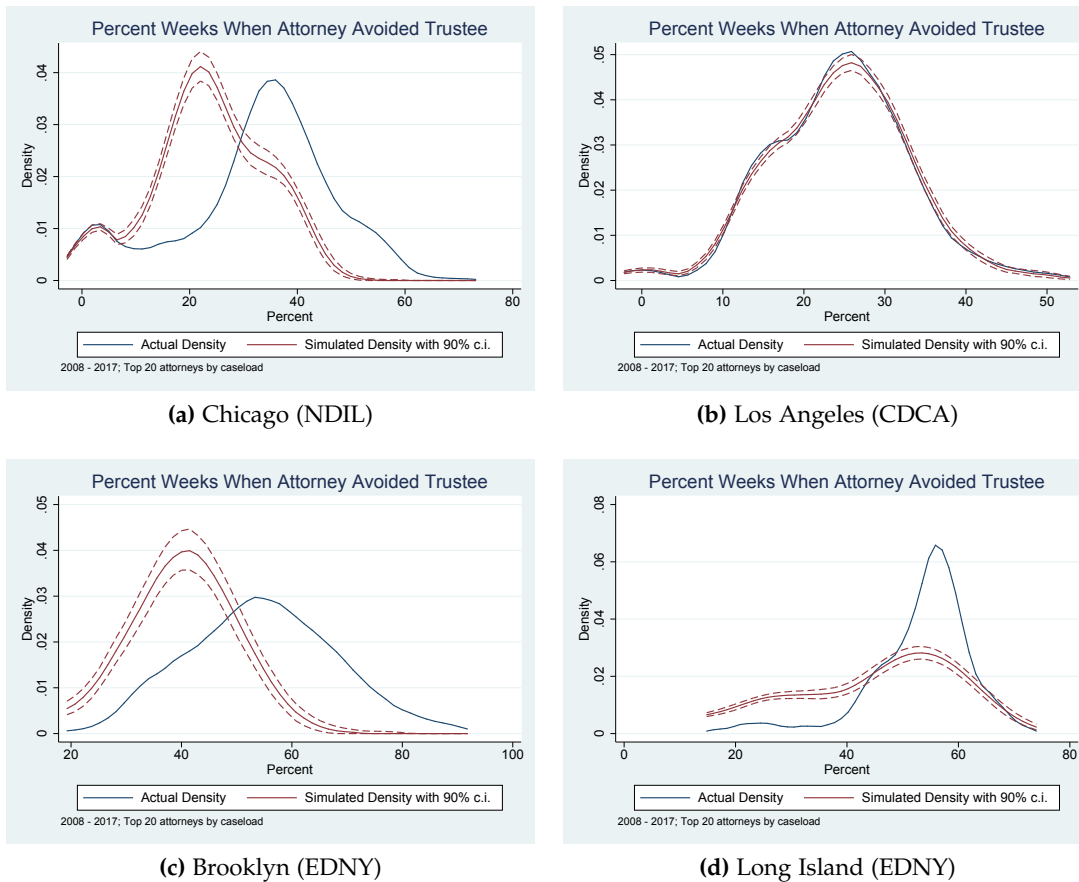 Percent Weeks When Attorney Avoided Trustee
Density
0 .01 .02 .03 .04
0 20 40 60 80
Percent
Actual Density Simulated Density with 90% c.i.
2008 - 2017; Top 20 attorneys by caseload
(a) Chicago (NDIL)
Percent Weeks When Attorney Avoided Trustee
Density
0 .01 .02 .03 .04 .05
0 10 20 30 40 50
Percent
Actual Density Simulated Density with 90% c.i.
2008 - 2017; Top 20 attorneys by caseload
(b) Los Angeles (CDCA)
Percent Weeks When Attorney Avoided Trustee
Density
0 .01 .02 .03 .04 .05
20 40 60 80 100
Percent
Actual Density Simulated Density with 90% c.i.
2008 - 2017; Top 20 attorneys by caseload
(c) Brooklyn (EDNY)
Percent Weeks When Attorney Avoided Trustee
Density
0 .02 .04 .06 .08
0 20 40 60 80
Percent
Actual Density Simulated Density with 90% c.i.
2008 - 2017; Top 20 attorneys by caseload
(d) Long Island (EDNY)